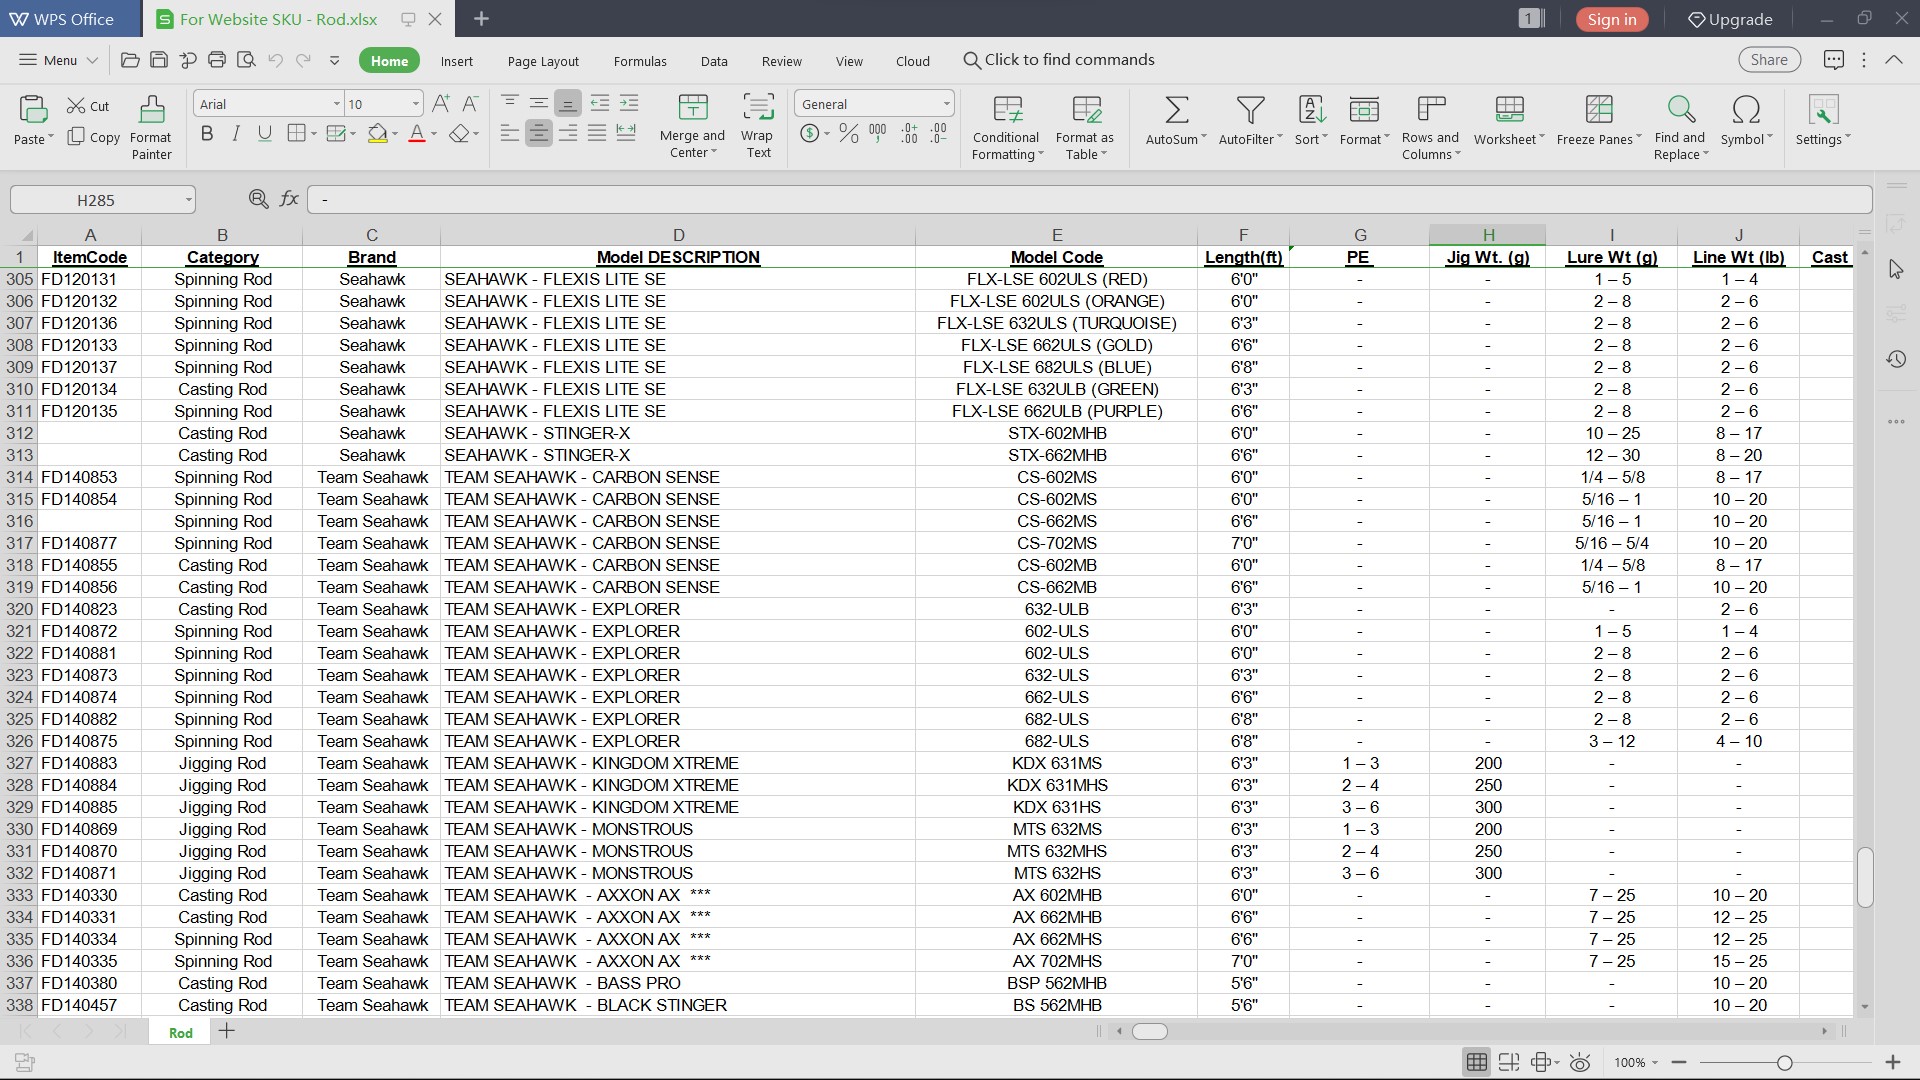 WPS Office For Website SKU - Rod.xlsx 1 Sign in Upgrade
Menu Home Insert Page Layout Formulas Data Review View Cloud Click to find commands Share
Paste Cut Copy Format Painter Arial 10 Merge and Center Wrap Text General Conditional Formatting Format as Table AutoSum AutoFilter Sort Format Rows and Columns Worksheet Freeze Panes Find and Replace Symbol Settings
H285 fx -
A B C D E F G H I J
1 ItemCode Category Brand Model DESCRIPTION Model Code Length(ft) PE Jig Wt. (g) Lure Wt (g) Line Wt (lb) Cast
305 FD120131 Spinning Rod Seahawk SEAHAWK - FLEXIS LITE SE FLX-LSE 602ULS (RED) 6'0" - - 1 – 5 1 – 4
306 FD120132 Spinning Rod Seahawk SEAHAWK - FLEXIS LITE SE FLX-LSE 602ULS (ORANGE) 6'0" - - 2 – 8 2 – 6
307 FD120136 Spinning Rod Seahawk SEAHAWK - FLEXIS LITE SE FLX-LSE 632ULS (TURQUOISE) 6'3" - - 2 – 8 2 – 6
308 FD120133 Spinning Rod Seahawk SEAHAWK - FLEXIS LITE SE FLX-LSE 662ULS (GOLD) 6'6" - - 2 – 8 2 – 6
309 FD120137 Spinning Rod Seahawk SEAHAWK - FLEXIS LITE SE FLX-LSE 682ULS (BLUE) 6'8" - - 2 – 8 2 – 6
310 FD120134 Casting Rod Seahawk SEAHAWK - FLEXIS LITE SE FLX-LSE 632ULB (GREEN) 6'3" - - 2 – 8 2 – 6
311 FD120135 Spinning Rod Seahawk SEAHAWK - FLEXIS LITE SE FLX-LSE 662ULB (PURPLE) 6'6" - - 2 – 8 2 – 6
312 Casting Rod Seahawk SEAHAWK - STINGER-X STX-602MHB 6'0" - - 10 – 25 8 – 17
313 Casting Rod Seahawk SEAHAWK - STINGER-X STX-662MHB 6'6" - - 12 – 30 8 – 20
314 FD140853 Spinning Rod Team Seahawk TEAM SEAHAWK - CARBON SENSE CS-602MS 6'0" - - 1/4 – 5/8 8 – 17
315 FD140854 Spinning Rod Team Seahawk TEAM SEAHAWK - CARBON SENSE CS-602MS 6'0" - - 5/16 – 1 10 – 20
316 Spinning Rod Team Seahawk TEAM SEAHAWK - CARBON SENSE CS-662MS 6'6" - - 5/16 – 1 10 – 20
317 FD140877 Spinning Rod Team Seahawk TEAM SEAHAWK - CARBON SENSE CS-702MS 7'0" - - 5/16 – 5/4 10 – 20
318 FD140855 Casting Rod Team Seahawk TEAM SEAHAWK - CARBON SENSE CS-602MB 6'0" - - 1/4 – 5/8 8 – 17
319 FD140856 Casting Rod Team Seahawk TEAM SEAHAWK - CARBON SENSE CS-662MB 6'6" - - 5/16 – 1 10 – 20
320 FD140823 Casting Rod Team Seahawk TEAM SEAHAWK - EXPLORER 632-ULB 6'3" - - - 2 – 6
321 FD140872 Spinning Rod Team Seahawk TEAM SEAHAWK - EXPLORER 602-ULS 6'0" - - 1 – 5 1 – 4
322 FD140881 Spinning Rod Team Seahawk TEAM SEAHAWK - EXPLORER 602-ULS 6'0" - - 2 – 8 2 – 6
323 FD140873 Spinning Rod Team Seahawk TEAM SEAHAWK - EXPLORER 632-ULS 6'3" - - 2 – 8 2 – 6
324 FD140874 Spinning Rod Team Seahawk TEAM SEAHAWK - EXPLORER 662-ULS 6'6" - - 2 – 8 2 – 6
325 FD140882 Spinning Rod Team Seahawk TEAM SEAHAWK - EXPLORER 682-ULS 6'8" - - 2 – 8 2 – 6
326 FD140875 Spinning Rod Team Seahawk TEAM SEAHAWK - EXPLORER 682-ULS 6'8" - - 3 – 12 4 – 10
327 FD140883 Jigging Rod Team Seahawk TEAM SEAHAWK - KINGDOM XTREME KDX 631MS 6'3" 1 – 3 200 - -
328 FD140884 Jigging Rod Team Seahawk TEAM SEAHAWK - KINGDOM XTREME KDX 631MHS 6'3" 2 – 4 250 - -
329 FD140885 Jigging Rod Team Seahawk TEAM SEAHAWK - KINGDOM XTREME KDX 631HS 6'3" 3 – 6 300 - -
330 FD140869 Jigging Rod Team Seahawk TEAM SEAHAWK - MONSTROUS MTS 632MS 6'3" 1 – 3 200 - -
331 FD140870 Jigging Rod Team Seahawk TEAM SEAHAWK - MONSTROUS MTS 632MHS 6'3" 2 – 4 250 - -
332 FD140871 Jigging Rod Team Seahawk TEAM SEAHAWK - MONSTROUS MTS 632HS 6'3" 3 – 6 300 - -
333 FD140330 Casting Rod Team Seahawk TEAM SEAHAWK - AXXON AX *** AX 602MHB 6'0" - - 7 – 25 10 – 20
334 FD140331 Casting Rod Team Seahawk TEAM SEAHAWK - AXXON AX *** AX 662MHB 6'6" - - 7 – 25 12 – 25
335 FD140334 Spinning Rod Team Seahawk TEAM SEAHAWK - AXXON AX *** AX 662MHS 6'6" - - 7 – 25 12 – 25
336 FD140335 Spinning Rod Team Seahawk TEAM SEAHAWK - AXXON AX *** AX 702MHS 7'0" - - 7 – 25 15 – 25
337 FD140380 Casting Rod Team Seahawk TEAM SEAHAWK - BASS PRO BSP 562MHB 5'6" - - - 10 – 20
338 FD140457 Casting Rod Team Seahawk TEAM SEAHAWK - BLACK STINGER BS 562MHB 5'6" - - - 10 – 20
Rod
100%